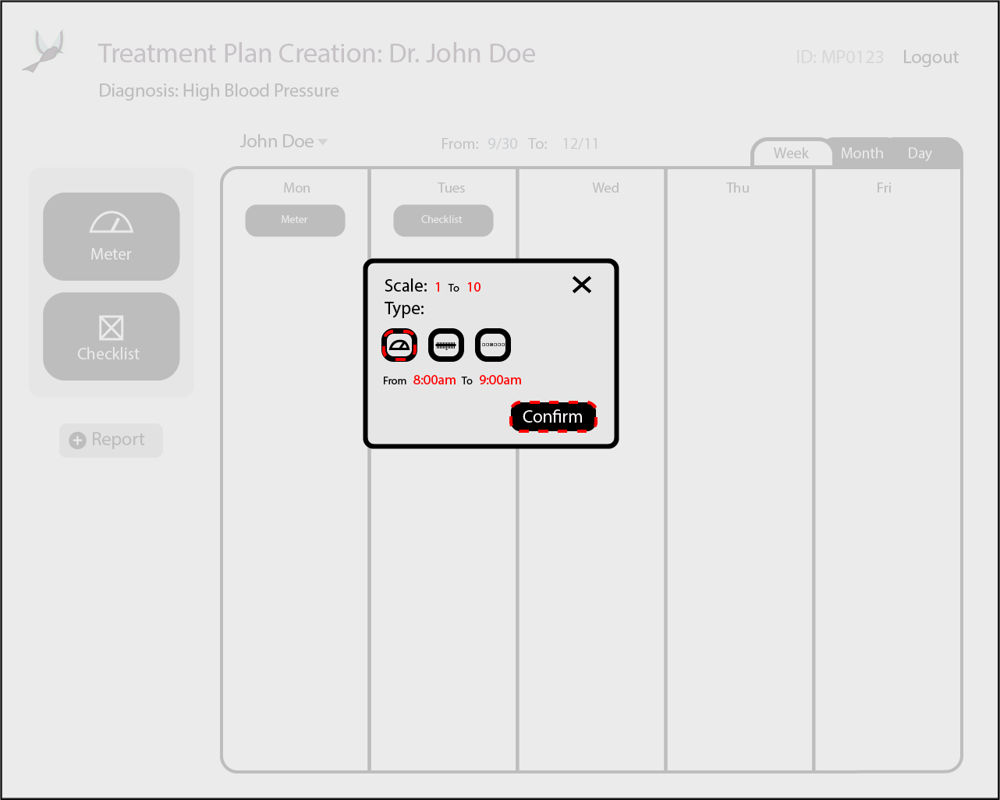 Treatment Plan Creation: Dr. John Doe
ID: MP0123 Logout
Diagnosis: High Blood Pressure
John Doe
From: 9/30 To: 12/11
Week Month Day
Mon Tues Wed Thu Fri
Meter Checklist
Meter
Checklist
Report
Scale: 1 To 10
Type:
From 8:00am To 9:00am
Confirm